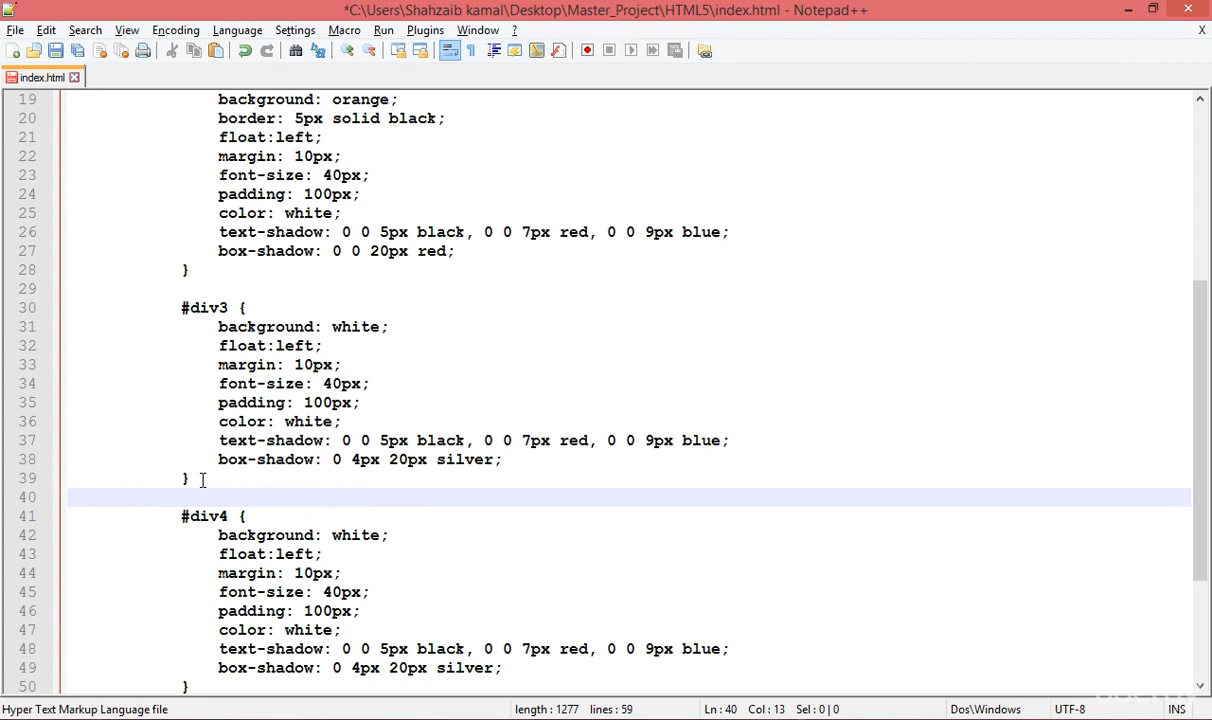 *C:\Users\Shahzaib kamal\Desktop\Master_Project\HTML5\index.html - Notepad++
File Edit Search View Encoding Language Settings Macro Run Plugins Window ? X
index.html
19 background: orange;
20 border: 5px solid black;
21 float:left;
22 margin: 10px;
23 font-size: 40px;
24 padding: 100px;
25 color: white;
26 text-shadow: 0 0 5px black, 0 0 7px red, 0 0 9px blue;
27 box-shadow: 0 0 20px red;
28 }
29
30 #div3 {
31 background: white;
32 float:left;
33 margin: 10px;
34 font-size: 40px;
35 padding: 100px;
36 color: white;
37 text-shadow: 0 0 5px black, 0 0 7px red, 0 0 9px blue;
38 box-shadow: 0 4px 20px silver;
39 }
40
41 #div4 {
42 background: white;
43 float:left;
44 margin: 10px;
45 font-size: 40px;
46 padding: 100px;
47 color: white;
48 text-shadow: 0 0 5px black, 0 0 7px red, 0 0 9px blue;
49 box-shadow: 0 4px 20px silver;
50 }
Hyper Text Markup Language file length : 1277 lines : 59 Ln : 40 Col : 13 Sel : 0 | 0 Dos\Windows UTF-8 INS